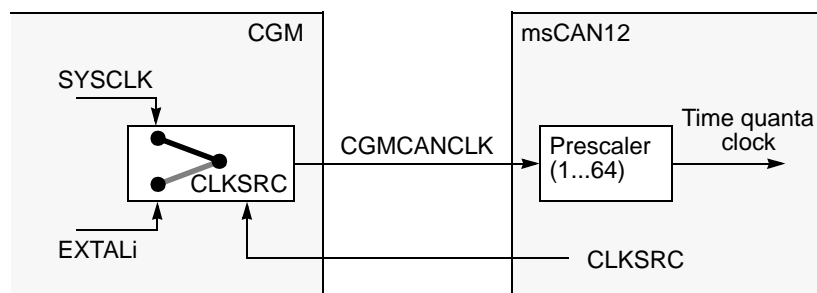 CGM
msCAN12
SYSCLK
Time quanta
clock
CGMCANCLK
Prescaler
(1...64)
CLKSRC
EXTALi
CLKSRC